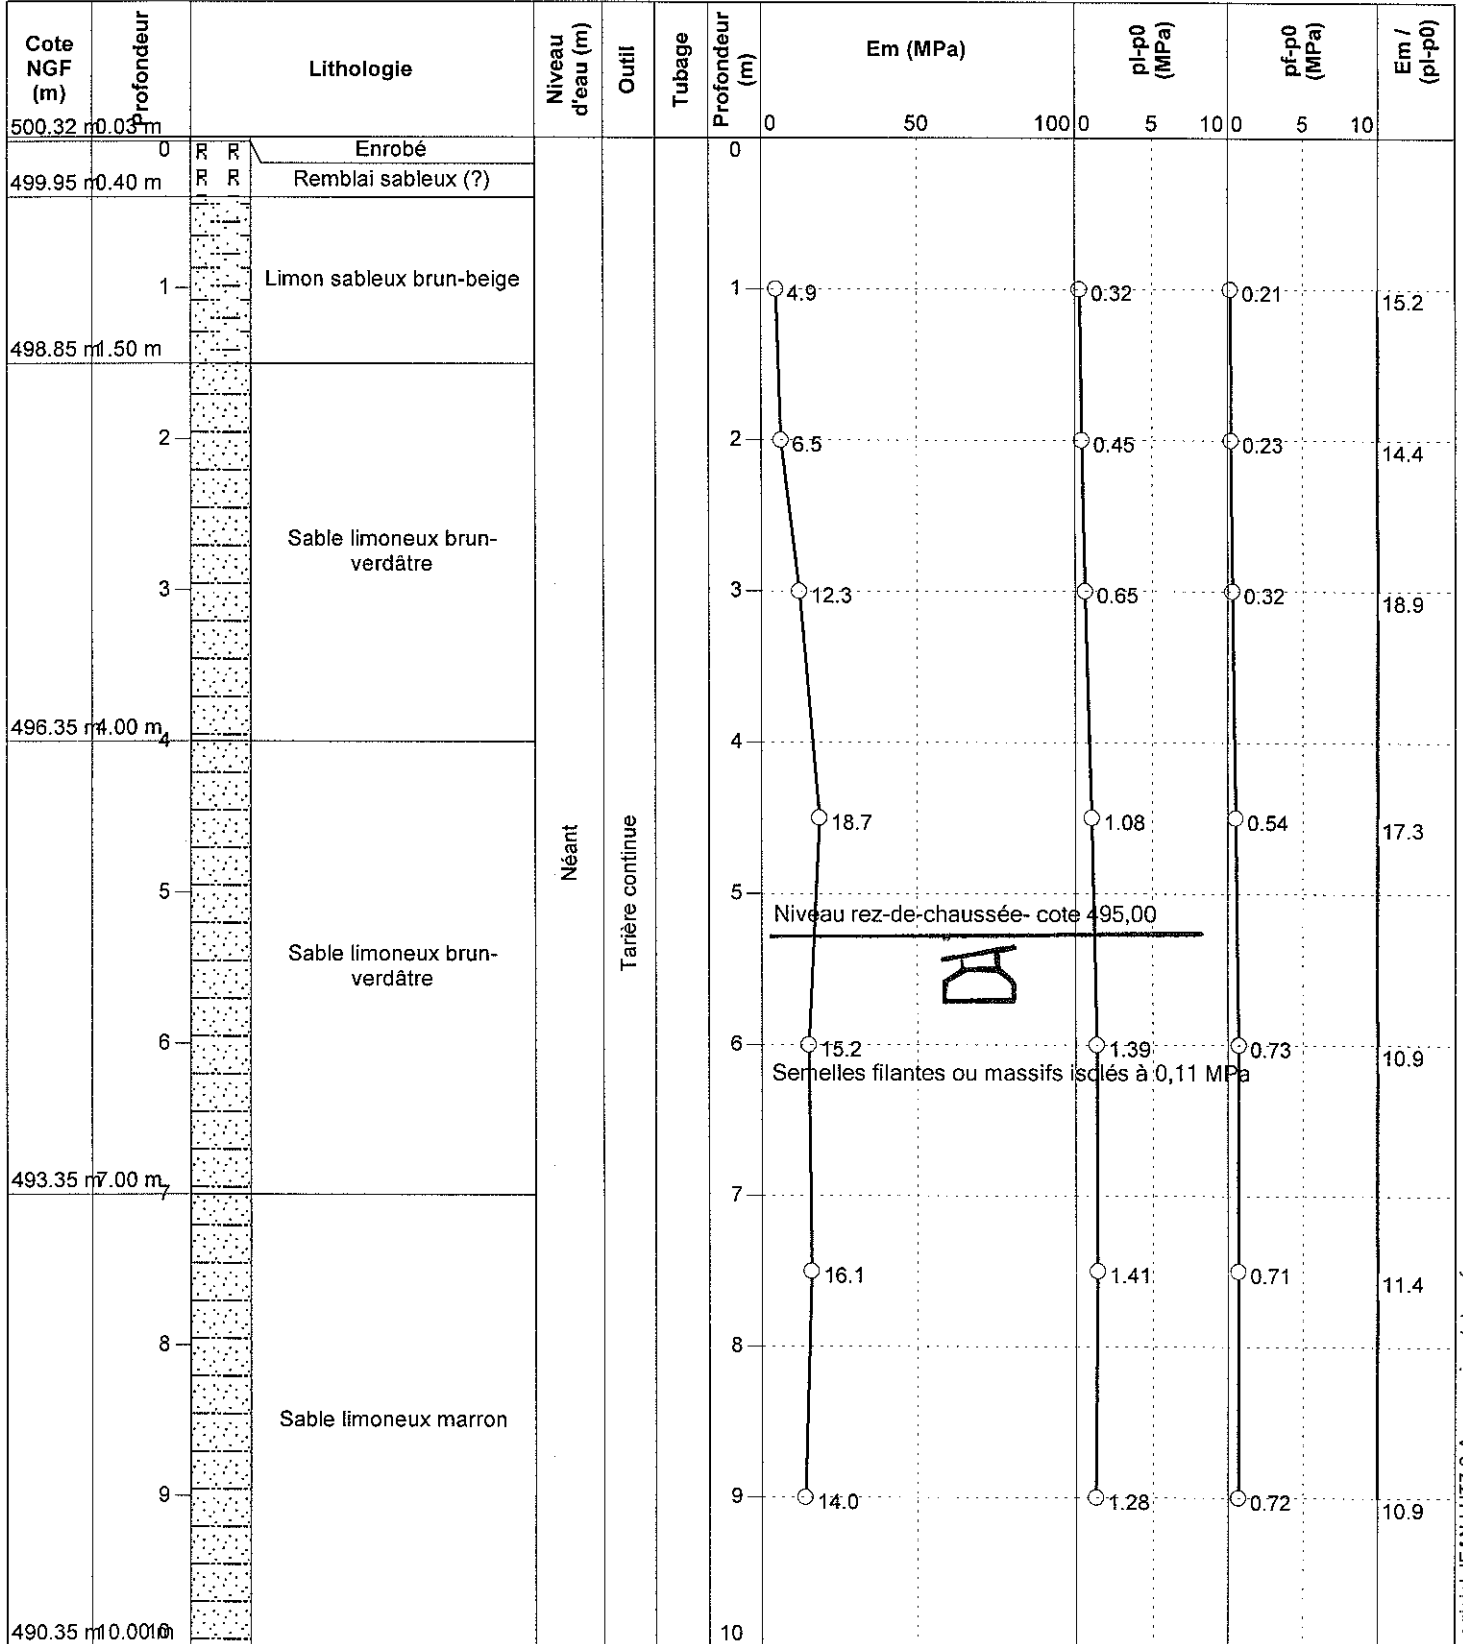 Cote NGF (m)
Profondeur
Lithologie
Niveau d'eau (m)
Outil
Tubage
Profondeur (m)
Em (MPa)
pl-p0 (MPa)
pf-p0 (MPa)
Em / (pl-p0)
0 50 100 0 5 10 0 5 10
500.32 m 0.03 m
0 R R Enrobé 0
499.95 m 0.40 m R R Remblai sableux (?)
1 Limon sableux brun-beige 1 4.9 0.32 0.21 15.2
498.85 m 1.50 m
2 2 6.5 0.45 0.23 14.4
Sable limoneux brun-
verdâtre
3 3 12.3 0.65 0.32 18.9
496.35 m 4.00 m 4 4
18.7 1.08 0.54 17.3
Néant
Tarière continue
5 5
Niveau rez-de-chaussée- cote 495,00
Sable limoneux brun-
verdâtre
6 6 15.2 1.39 0.73 10.9
Semelles filantes ou massifs isolés à 0,11 MPa
493.35 m 7.00 m 7 7
16.1 1.41 0.71 11.4
8 8
Sable limoneux marron
9 9 14.0 1.28 0.72 10.9
490.35 m 10.00 m 10 10
JEAN LUTZ S.A.